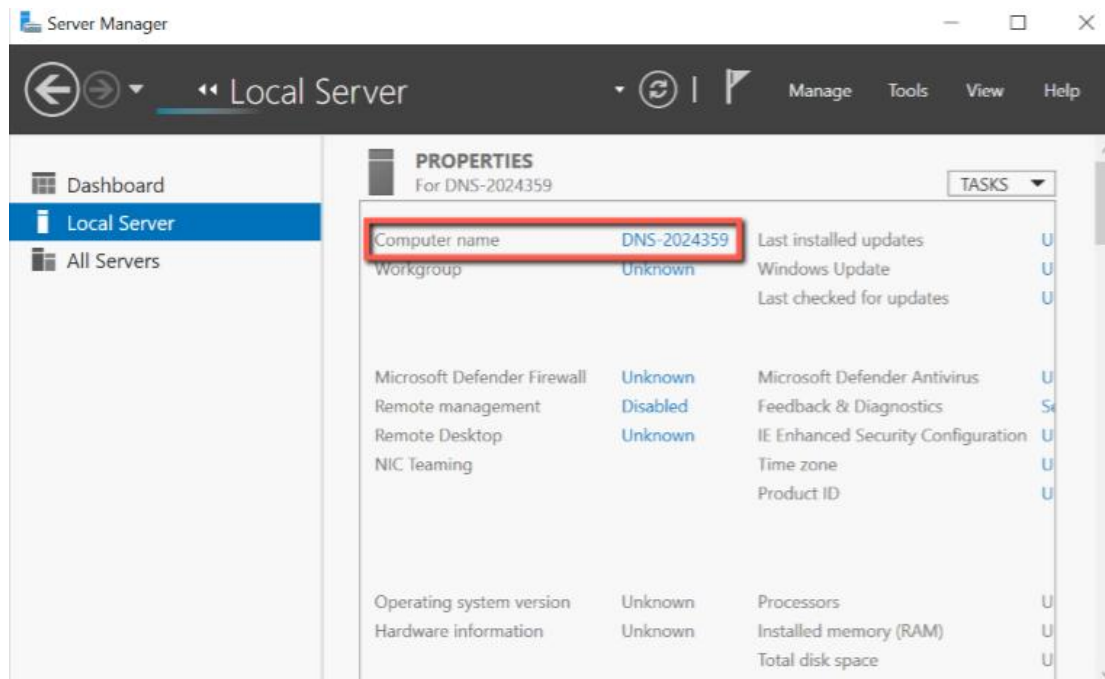 Server Manager
Local Server
Manage Tools View Help
Dashboard
Local Server
All Servers
PROPERTIES
For DNS-2024359
TASKS
Computer name DNS-2024359 Last installed updates U
Workgroup Unknown Windows Update U
Last checked for updates U
Microsoft Defender Firewall Unknown Microsoft Defender Antivirus U
Remote management Disabled Feedback & Diagnostics Se
Remote Desktop Unknown IE Enhanced Security Configuration U
NIC Teaming Time zone U
Product ID U
Operating system version Unknown Processors U
Hardware information Unknown Installed memory (RAM) U
Total disk space U